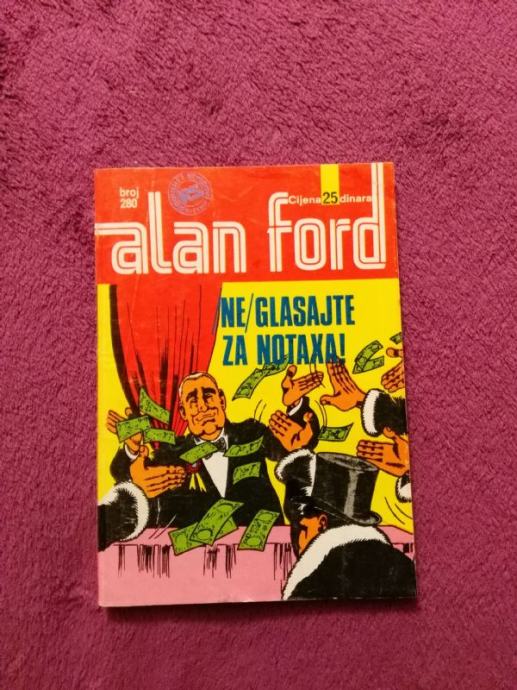 broj
280
Cijena 25 dinara
alan ford
/NE/GLASAJTE
ZA NOTAXA!